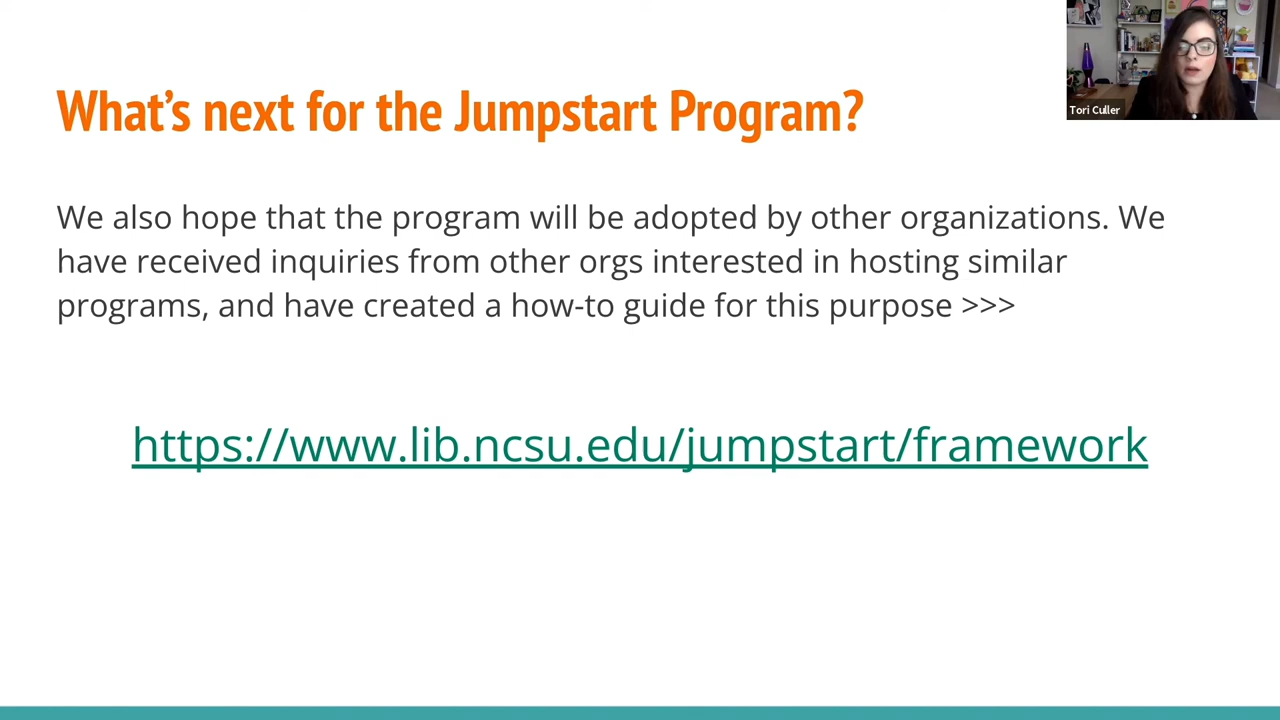 What's next for the Jumpstart Program?
Tori Culler
We also hope that the program will be adopted by other organizations. We
have received inquiries from other orgs interested in hosting similar
programs, and have created a how-to guide for this purpose >>>
https://www.lib.ncsu.edu/jumpstart/framework